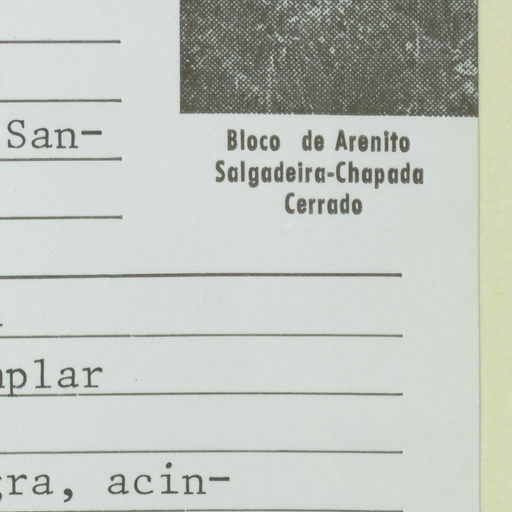 San-
Bloco de Arenito
Salgadeira-Chapada
Cerrado
plar
gra, acin-